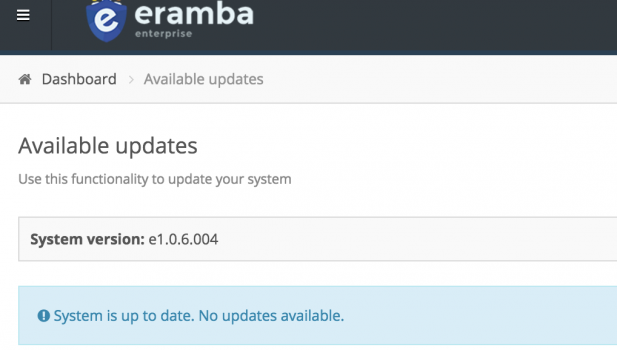 eramba
enterprise
Dashboard > Available updates
Available updates
Use this functionality to update your system
System version: e1.0.6.004
System is up to date. No updates available.